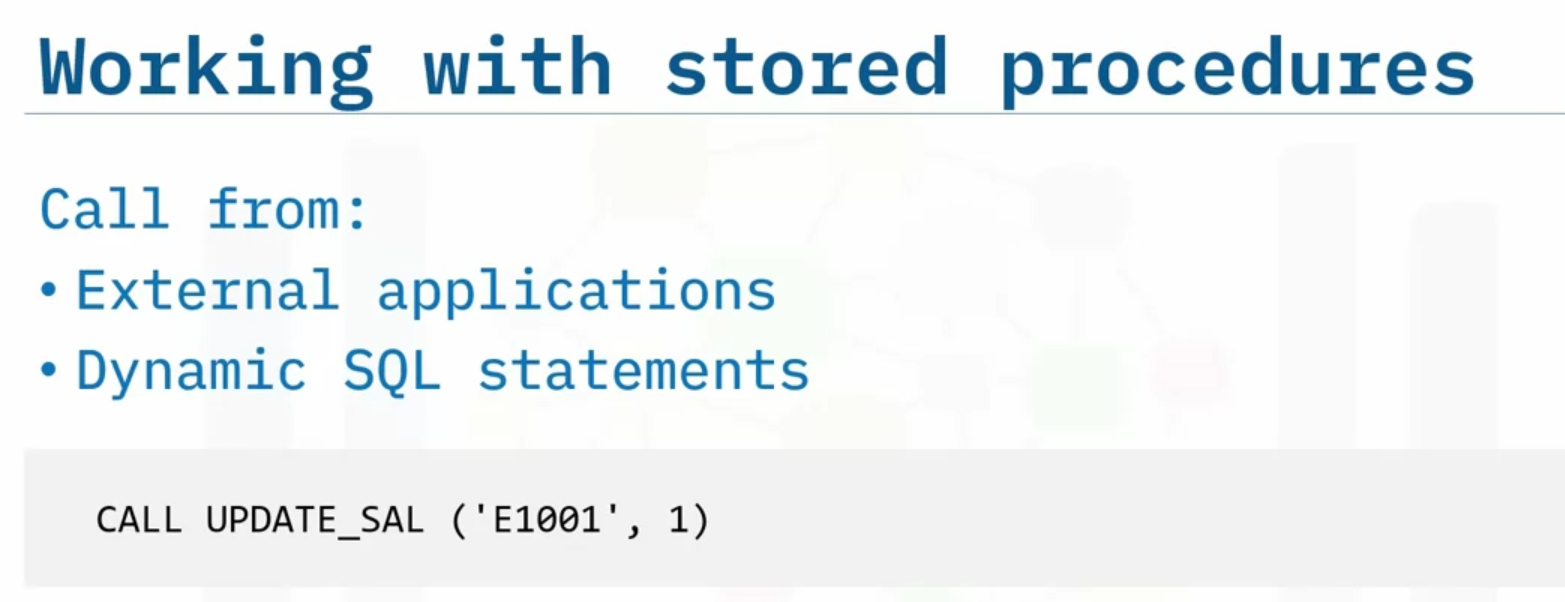 Working with stored procedures
Call from:
• External applications
• Dynamic SQL statements
CALL UPDATE_SAL ('E1001', 1)